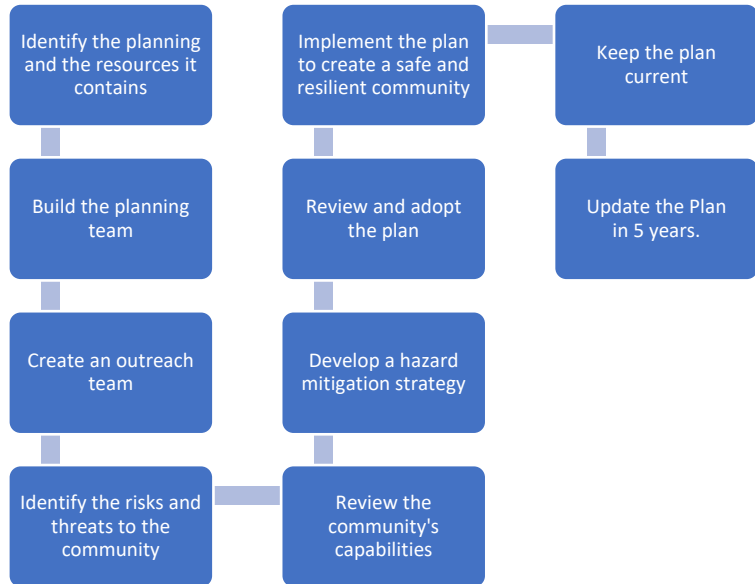 Identify the planning
and the resources it
contains
Build the planning
team
Create an outreach
team
Identify the risks and
threats to the
community
Review the
community's
capabilities
Develop a hazard
mitigation strategy
Review and adopt
the plan
Implement the plan
to create a safe and
resilient community
Keep the plan
current
Update the Plan
in 5 years.